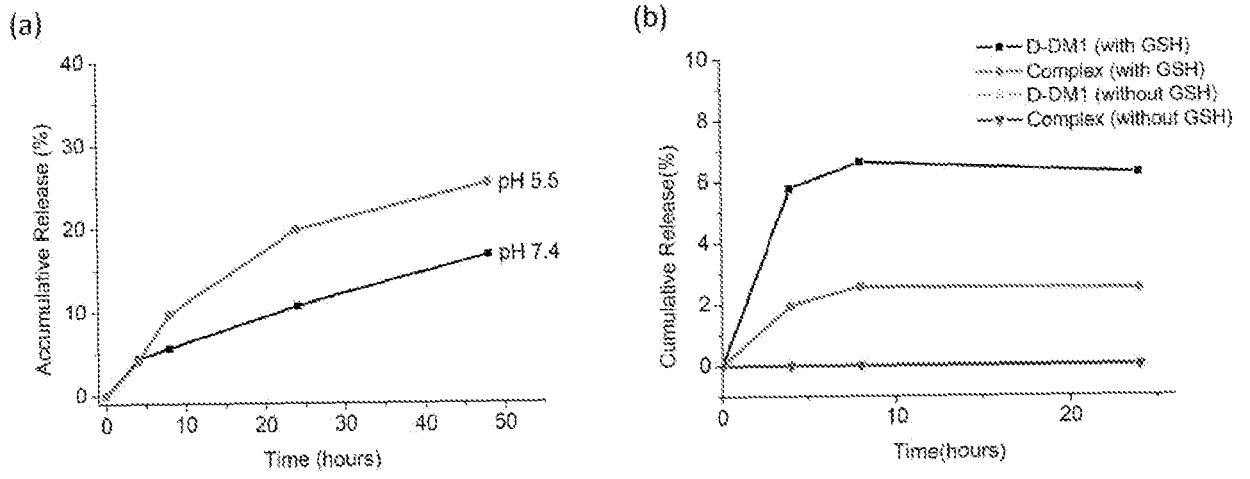 (a)
40
30
20
10
0
Accumulative Release (%)
pH 5.5
pH 7.4
0 10 20 30 40 50
Time (hours)
(b)
D-DM1 (with GSH)
Complex (with GSH)
D-DM1 (without GSH)
Complex (without GSH)
10
8
6
4
2
0
Cumulative Release(%)
0 10 20
Time(hours)